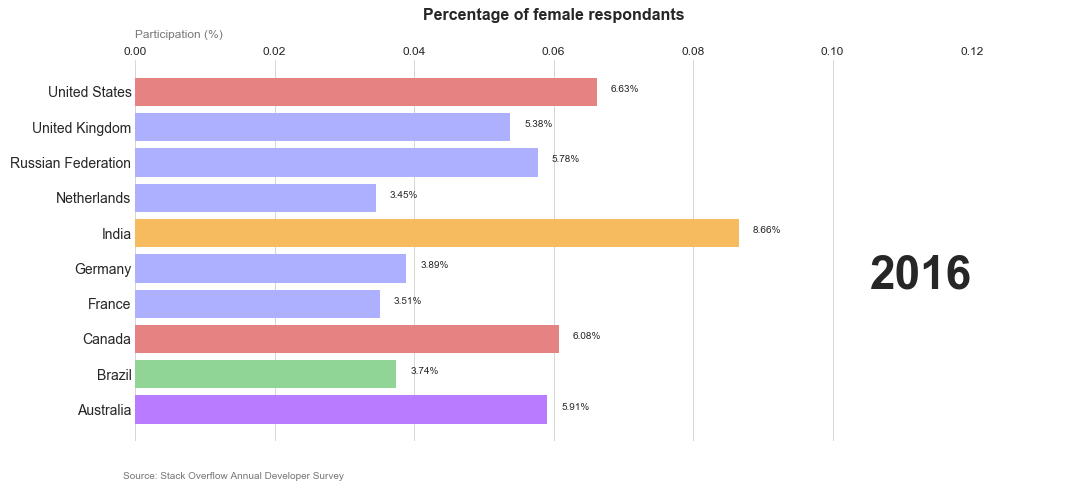 Percentage of female respondants
Participation (%)
0.00 0.02 0.04 0.06 0.08 0.10 0.12
United States 6.63%
United Kingdom 5.38%
Russian Federation 5.78%
Netherlands 3.45%
India 8.66%
Germany 3.89%
2016
France 3.51%
Canada 6.08%
Brazil 3.74%
Australia 5.91%
Source: Stack Overflow Annual Developer Survey